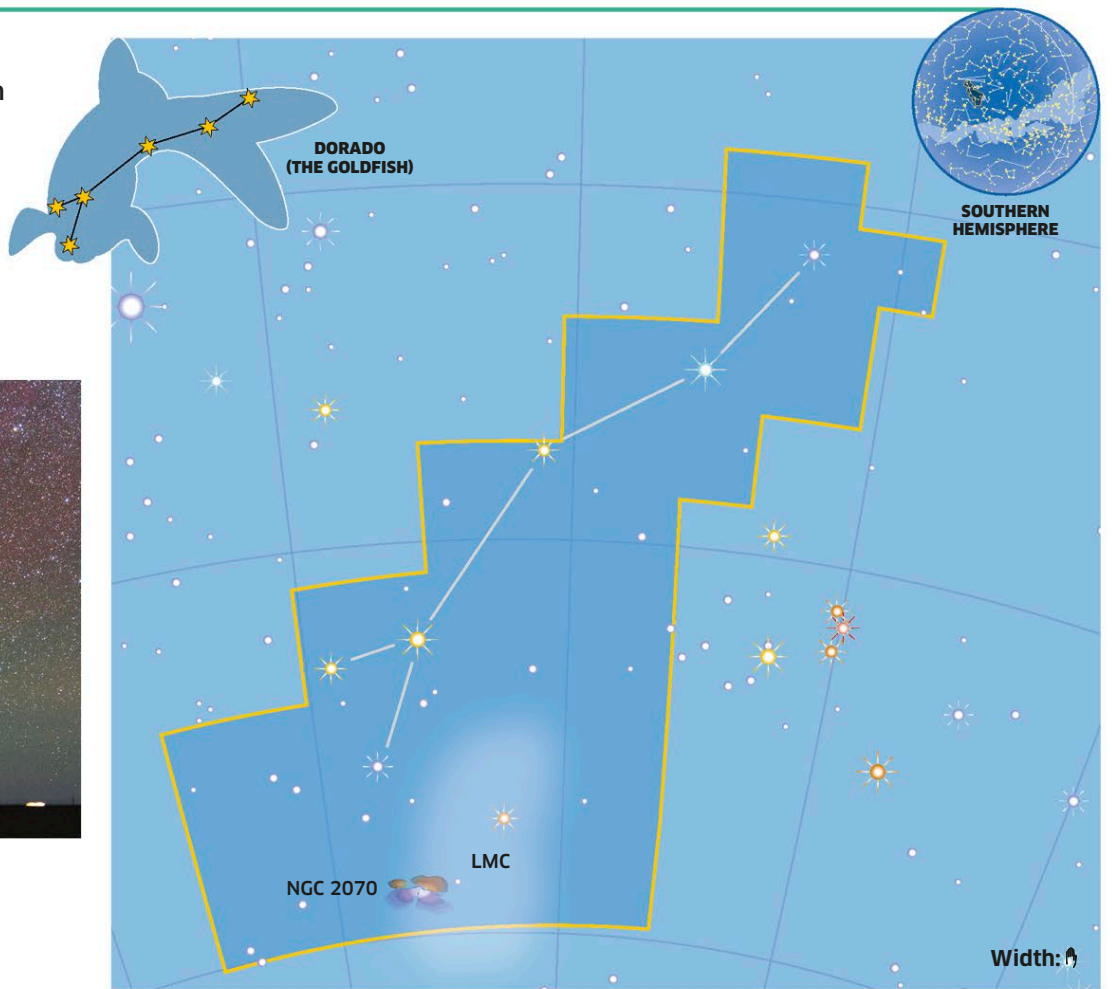 DORADO
(THE GOLDFISH)
SOUTHERN
HEMISPHERE
LMC
NGC 2070
Width: